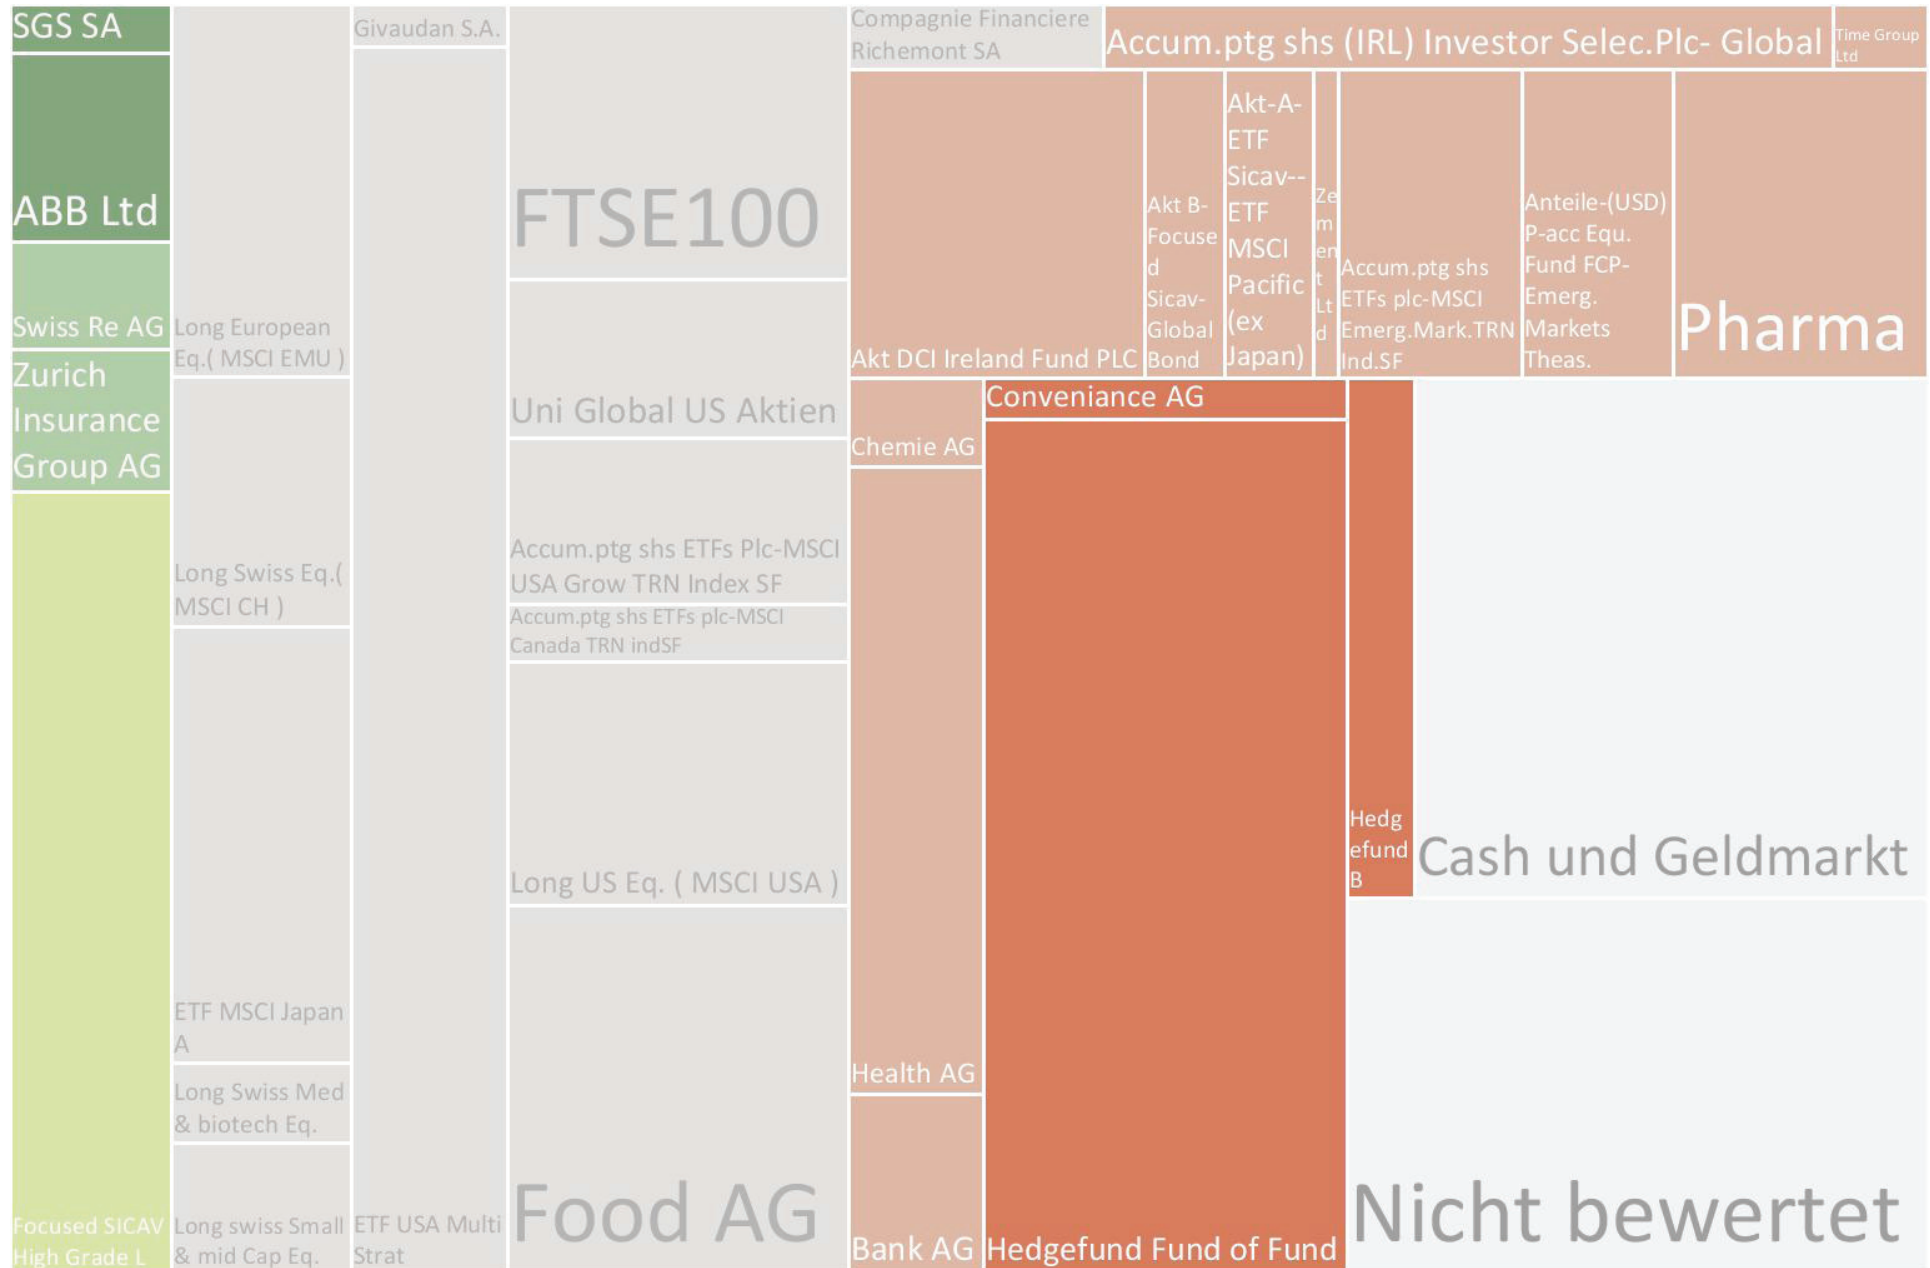 SGS SA
ABB Ltd
Swiss Re AG
Zurich
Insurance
Group AG
Focused SICAV
High Grade L
Long European
Eq.( MSCI EMU )
Long Swiss Eq.(
MSCI CH )
ETF MSCI Japan
A
Long Swiss Med
& biotech Eq.
Long swiss Small
& mid Cap Eq.
Givaudan S.A.
ETF USA Multi
Strat
FTSE100
Uni Global US Aktien
Accum.ptg shs ETFs Plc-MSCI
USA Grow TRN Index SF
Accum.ptg shs ETFs plc-MSCI
Canada TRN indSF
Long US Eq. ( MSCI USA )
Food AG
Compagnie Financiere
Richemont SA
Accum.ptg shs (IRL) Investor Selec.Plc- Global
Time Group
Ltd
Akt DCI Ireland Fund PLC
Akt B-
Focuse
d
Sicav-
Global
Bond
Akt-A-
ETF
Sicav--
ETF
MSCI
Pacific
(ex
Japan)
Ze
m
en
t
Lt
d
Accum.ptg shs
ETFs plc-MSCI
Emerg.Mark.TRN
Ind.SF
Anteile-(USD)
P-acc Equ.
Fund FCP-
Emerg.
Markets
Theas.
Pharma
Chemie AG
Health AG
Bank AG
Conveniance AG
Hedgefund Fund of Fund
Hedg
efund
B
Cash und Geldmarkt
Nicht bewertet